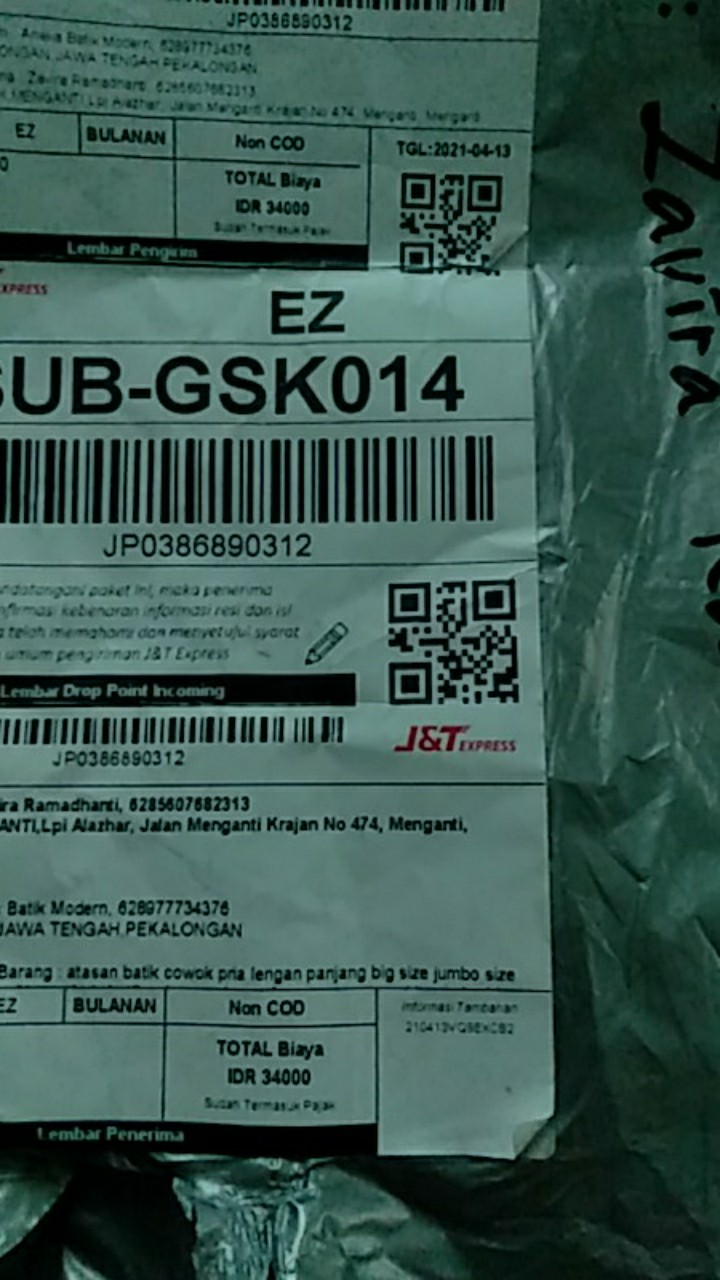 JP0386890312
Batik Modern, 628977734376
JAWA TENGAH PEKALONGAN
Zavira Ramadhanti, 6285607682313
MENGANTI,Lpi Alazhar, Jalan Menganti Krajan No 474, Menganti,
EZ BULANAN Non COD TGL:2021-04-13
TOTAL Biaya
IDR 34000
Sudah Termasuk Pajak
Lembar Pengirim
EXPRESS
EZ
SUB-GSK014
JP0386890312
paket ini, maka penerima
kebenaran informasi resi dan isi
telah memahami dan menyetujui syarat
umum pengiriman J&T Express
Lembar Drop Point Incoming
J&T EXPRESS
JP0386890312
ira Ramadhanti, 6285607682313
ANTI,Lpi Alazhar, Jalan Menganti Krajan No 474, Menganti,
: Batik Modern, 628977734376
JAWA TENGAH,PEKALONGAN
Barang : atasan batik cowok pria lengan panjang big size jumbo size
EZ BULANAN Non COD Informasi Tambahan
TOTAL Biaya
IDR 34000
Sudah Termasuk Pajak
Lembar Penerima
Zavira